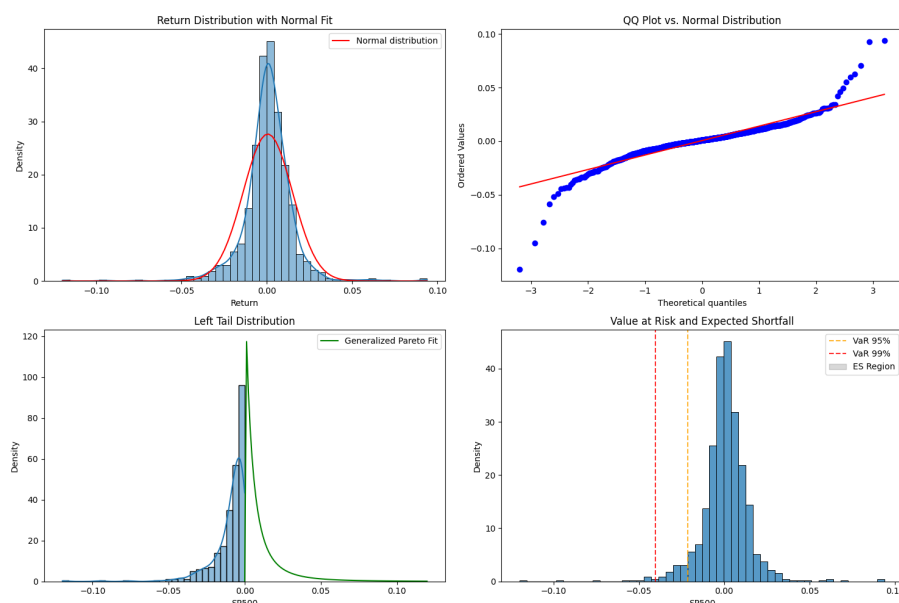 Return Distribution with Normal Fit
Normal distribution
Density
50
40
30
20
10
0
−0.10
−0.05
0.00
0.05
0.10
Return
QQ Plot vs. Normal Distribution
Ordered Values
0.10
0.05
0.00
−0.05
−0.10
−3
−2
−1
0
1
2
3
Theoretical quantiles
Left Tail Distribution
Generalized Pareto Fit
Density
120
100
80
60
40
20
0
−0.10
−0.05
0.00
0.05
0.10
SP500
Value at Risk and Expected Shortfall
VaR 95%
VaR 99%
ES Region
Density
40
30
20
10
0
−0.10
−0.05
0.00
0.05
SP500